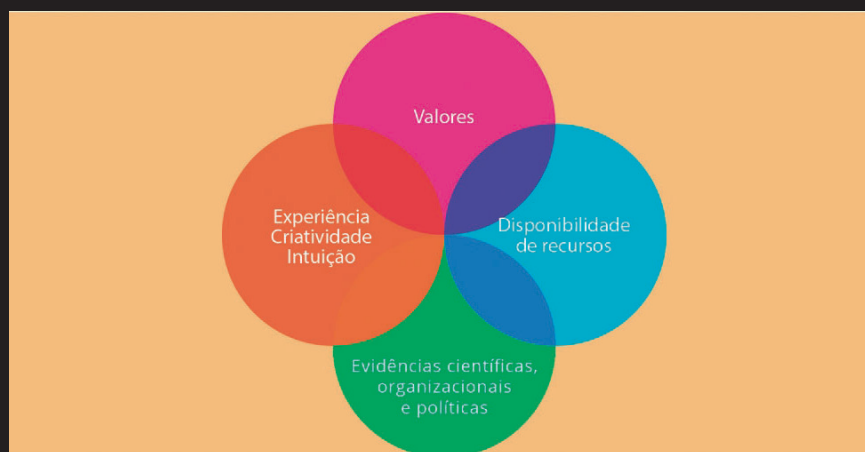 Valores
Experiência
Criatividade
Intuição
Disponibilidade
de recursos
Evidências científicas,
organizacionais
e políticas